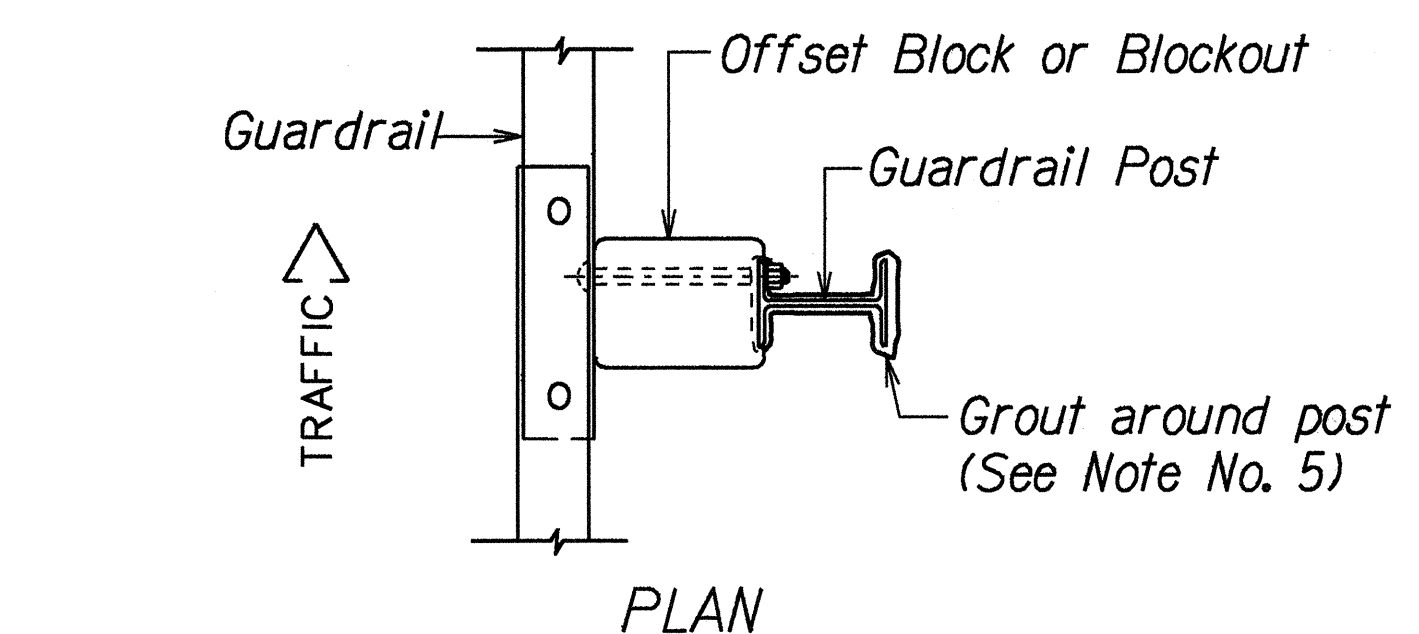 Offset Block or Blockout
Guardrail
Guardrail Post
TRAFFIC
Grout around post
(See Note No. 5)
PLAN